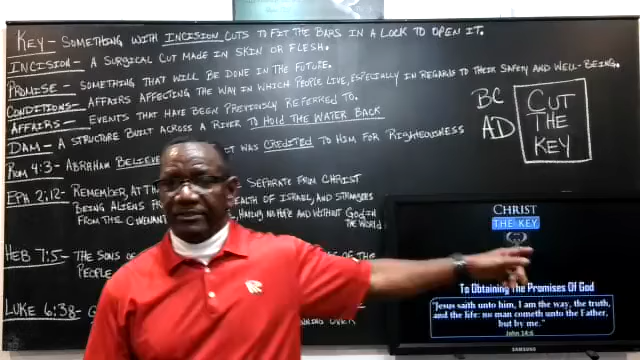 KEY - SOMETHING WITH INCISION CUTS TO FIT THE BARS IN A LOCK TO OPEN IT.
INCISION - A SURGICAL CUT MADE IN SKIN OR FLESH.
PROMISE - SOMETHING THAT WILL BE DONE IN THE FUTURE.
CONDITIONS - AFFAIRS AFFECTING THE WAY IN WHICH PEOPLE LIVE, ESPECIALLY IN REGARDS TO THEIR SAFETY AND WELL-BEING.
AFFAIRS - EVENTS THAT HAVE BEEN PREVIOUSLY REFERRED TO.
DAM - A STRUCTURE BUILT ACROSS A RIVER TO HOLD THE WATER BACK
ROM 4:3 - ABRAHAM BELIEVE IT WAS CREDITED TO HIM FOR RIGHTEOUSNESS
EPH 2:12 - REMEMBER, AT TH SEPARATE FROM CHRIST
BEING ALIENS FR EALTH OF ISRAEL, AND STRANGERS
FROM THE COVENAN , HAVING NO HOPE AND WITHOUT GOD IN
THE WORLD
HEB 7:5 - THE SONS OF THE
PEOPLE
LUKE 6:38 - OVER
BC
AD
CUT
THE
KEY
CHRIST
THE KEY
To Obtaining The Promises Of God
"Jesus saith unto him, I am the way, the truth,
and the life: no man cometh unto the Father,
but by me."
John 14:6
SAMSUNG